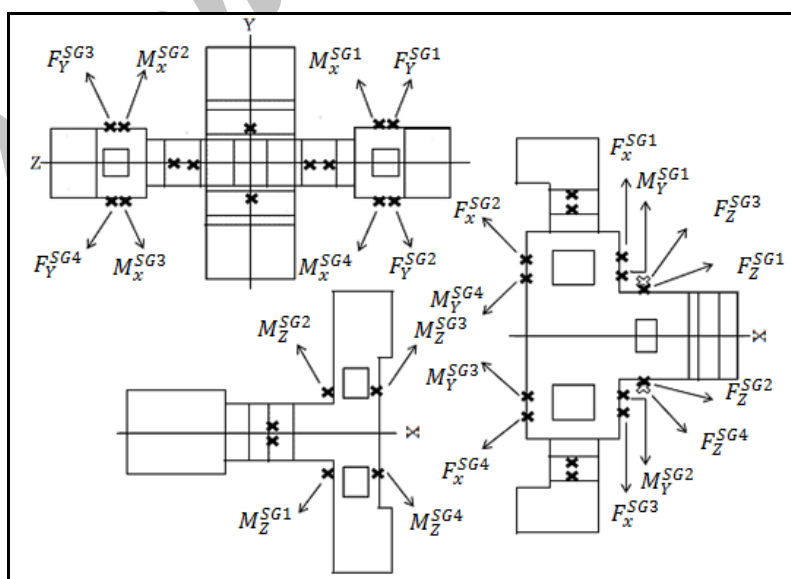 Y
F_Y^{SG3} M_x^{SG2} M_x^{SG1} F_Y^{SG1}
Z
F_Y^{SG4} M_x^{SG3} M_x^{SG4} F_Y^{SG2}
F_x^{SG1}
M_Y^{SG1}
F_x^{SG2} F_Z^{SG3}
F_Z^{SG1}
M_Y^{SG4}
X
M_Y^{SG3}
F_Z^{SG2}
F_x^{SG4} F_Z^{SG4}
M_Y^{SG2}
F_x^{SG3}
M_Z^{SG2} M_Z^{SG3}
X
M_Z^{SG1} M_Z^{SG4}